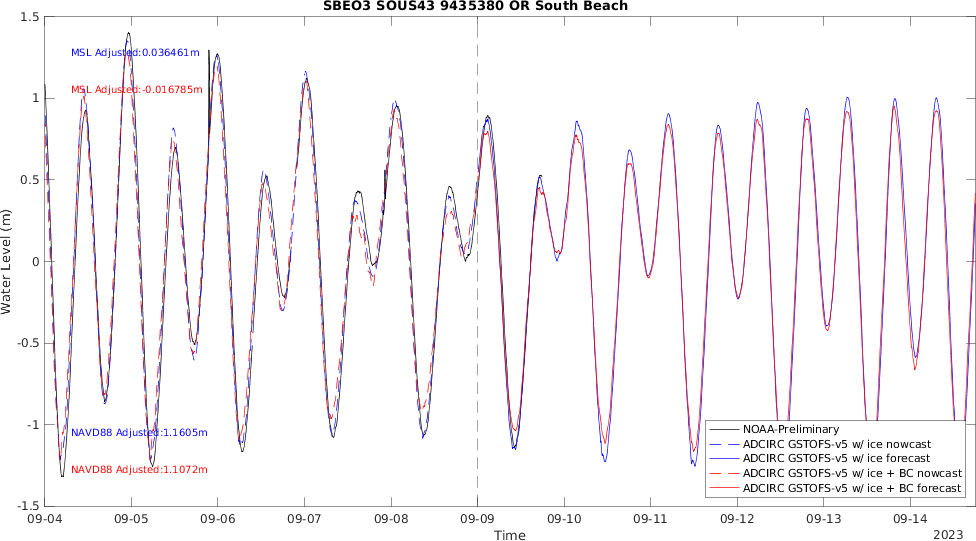 SBEO3 SOUS43 9435380 OR South Beach
1.5
1
0.5
0
-0.5
-1
-1.5
Water Level (m)
MSL Adjusted:0.036461m
MSL Adjusted:-0.016785m
NAVD88 Adjusted:1.1605m
NAVD88 Adjusted:1.1072m
NOAA-Preliminary
ADCIRC GSTOFS-v5 w/ ice nowcast
ADCIRC GSTOFS-v5 w/ ice forecast
ADCIRC GSTOFS-v5 w/ ice + BC nowcast
ADCIRC GSTOFS-v5 w/ ice + BC forecast
09-04 09-05 09-06 09-07 09-08 09-09 09-10 09-11 09-12 09-13 09-14
Time
2023